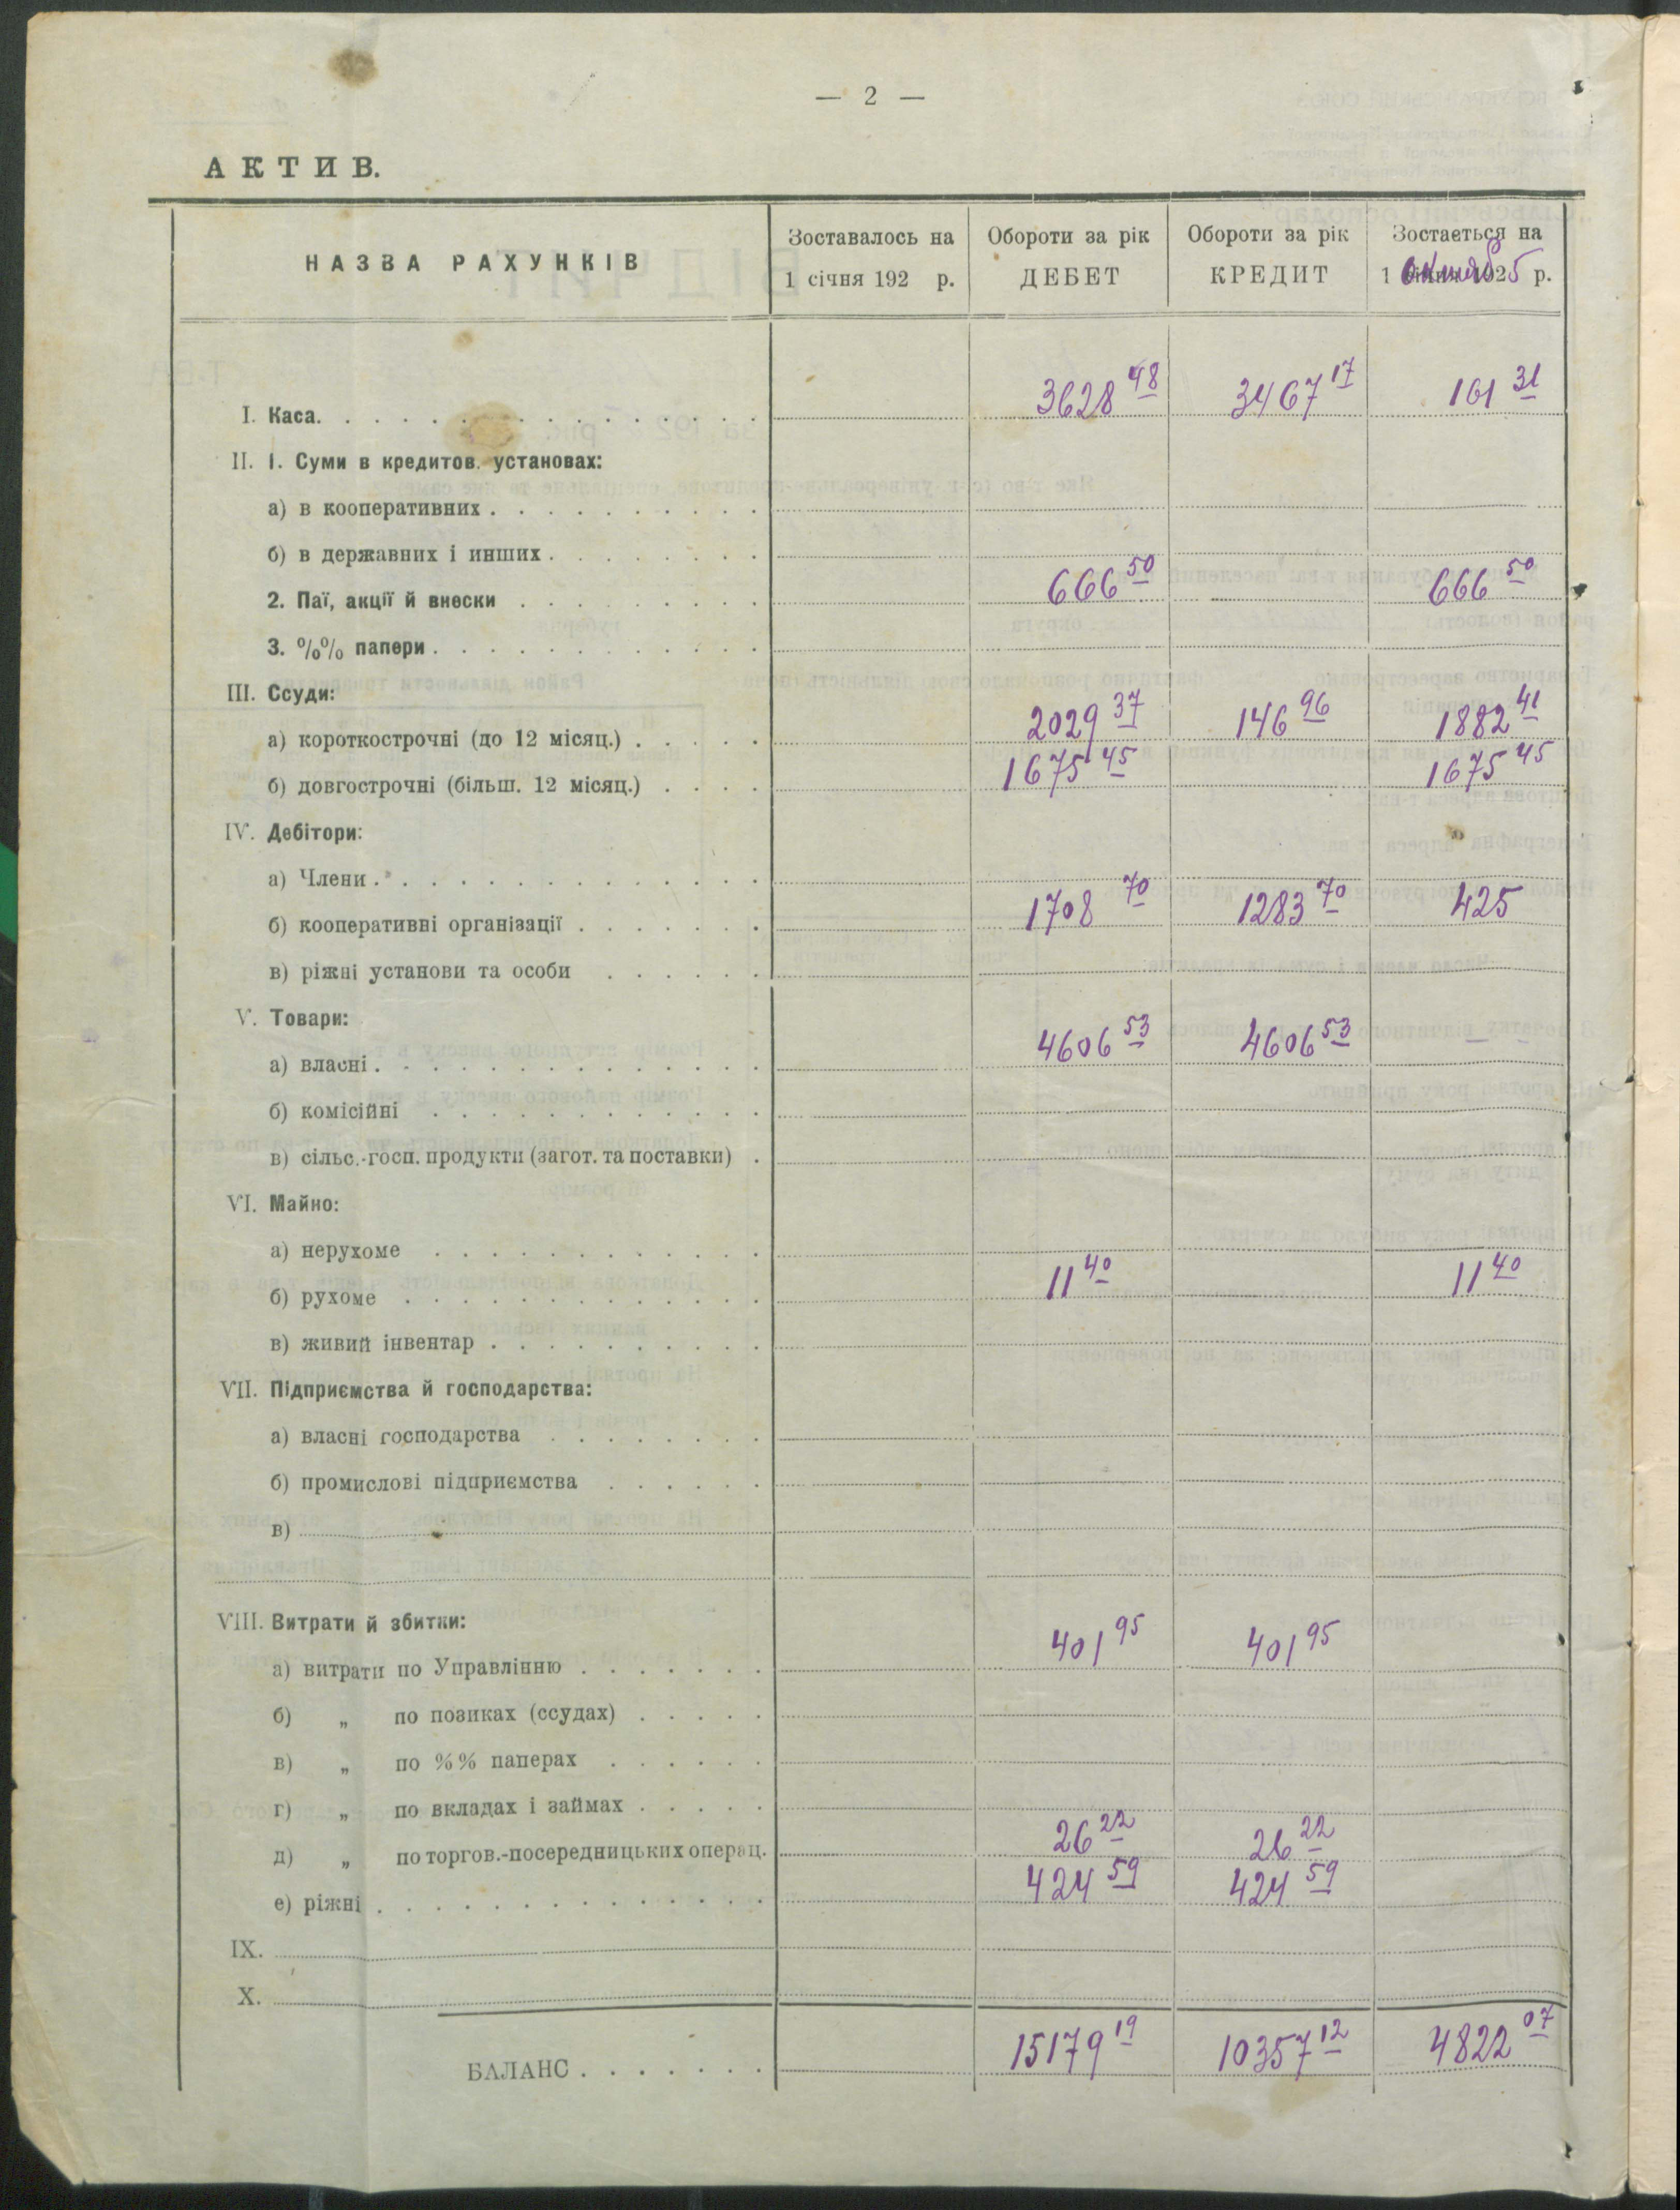 — 2 —
АКТИВ.
НАЗВА РАХУНКІВ
Зоставалось на
1 січня 192 р.
Обороти за рік
ДЕБЕТ
Обороти за рік
КРЕДИТ
Зостається на
1 1925 р.
I. Каса. 3628 48 3467 17 161 31
II. 1. Суми в кредитов. установах:
а) в кооперативних
б) в державних і инших
2. Паї, акції й внески 666 50 666 50
3. %% папери
III. Ссуди:
а) короткострочні (до 12 місяц.) 2029 37 146 96 1882 41
б) довгострочні (більш. 12 місяц.) 1675 45 1675 45
IV. Дебітори:
а) Члени
б) кооперативні організації 1708 70 1283 70 425
в) ріжні установи та особи
V. Товари:
а) власні 4606 53 4606 53 — —
б) комісійні
в) сільс.-госп. продукти (загот. та поставки)
VI. Майно:
а) нерухоме
б) рухоме 11 40 11 40
в) живий інвентар
VII. Підприємства й господарства:
а) власні господарства
б) промислові підприємства
в)
VIII. Витрати й збитки:
а) витрати по Управлінню 401 95 401 95
б) „ по позиках (ссудах)
в) „ по %% паперах
г) „ по вкладах і займах
д) „ по торгов.-посередницьких операц. 26 22 26 22
е) ріжні 424 59 424 59
IX.
X.
БАЛАНС 15179 19 10357 12 4822 07